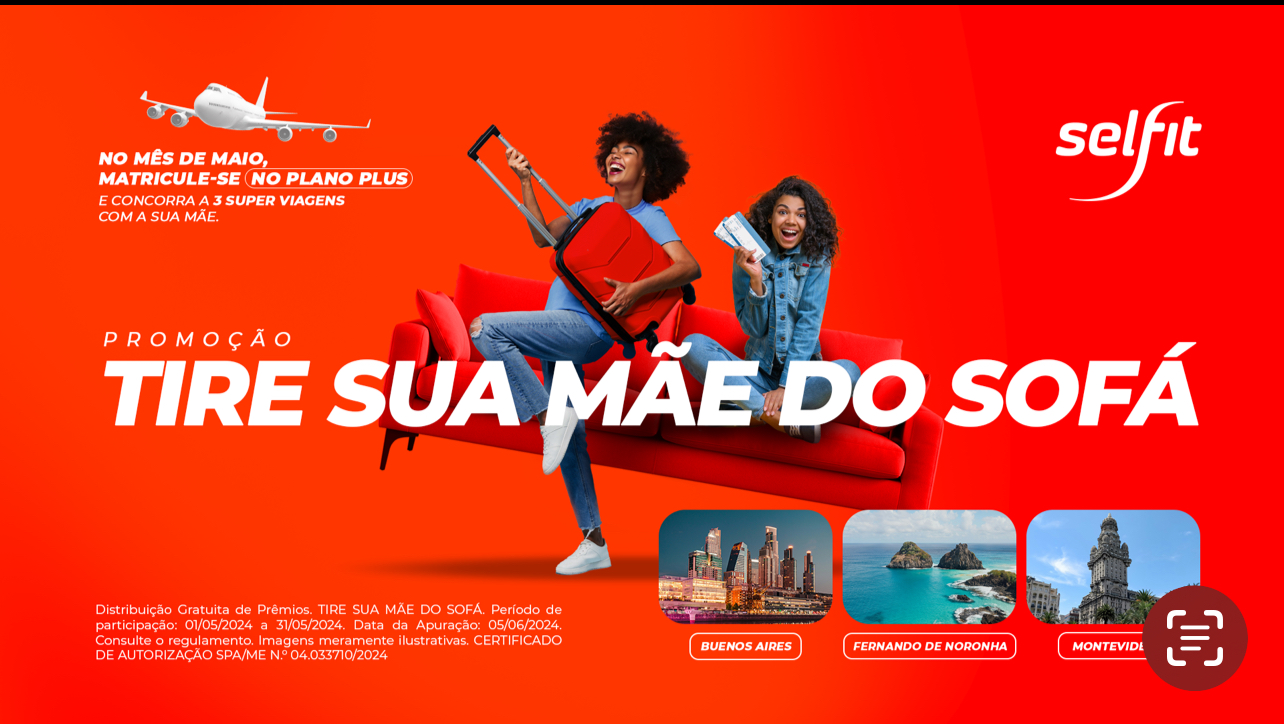 NO MÊS DE MAIO,
MATRICULE-SE NO PLANO PLUS
E CONCORRA A 3 SUPER VIAGENS
COM A SUA MÃE.
selfit
PROMOÇÃO
TIRE SUA MÃE DO SOFÁ
Distribuição Gratuita de Prêmios. TIRE SUA MÃE DO SOFÁ. Período de
participação: 01/05/2024 a 31/05/2024. Data da Apuração: 05/06/2024.
Consulte o regulamento. Imagens meramente ilustrativas. CERTIFICADO
DE AUTORIZAÇÃO SPA/ME N.º 04.033710/2024
BUENOS AIRES
FERNANDO DE NORONHA